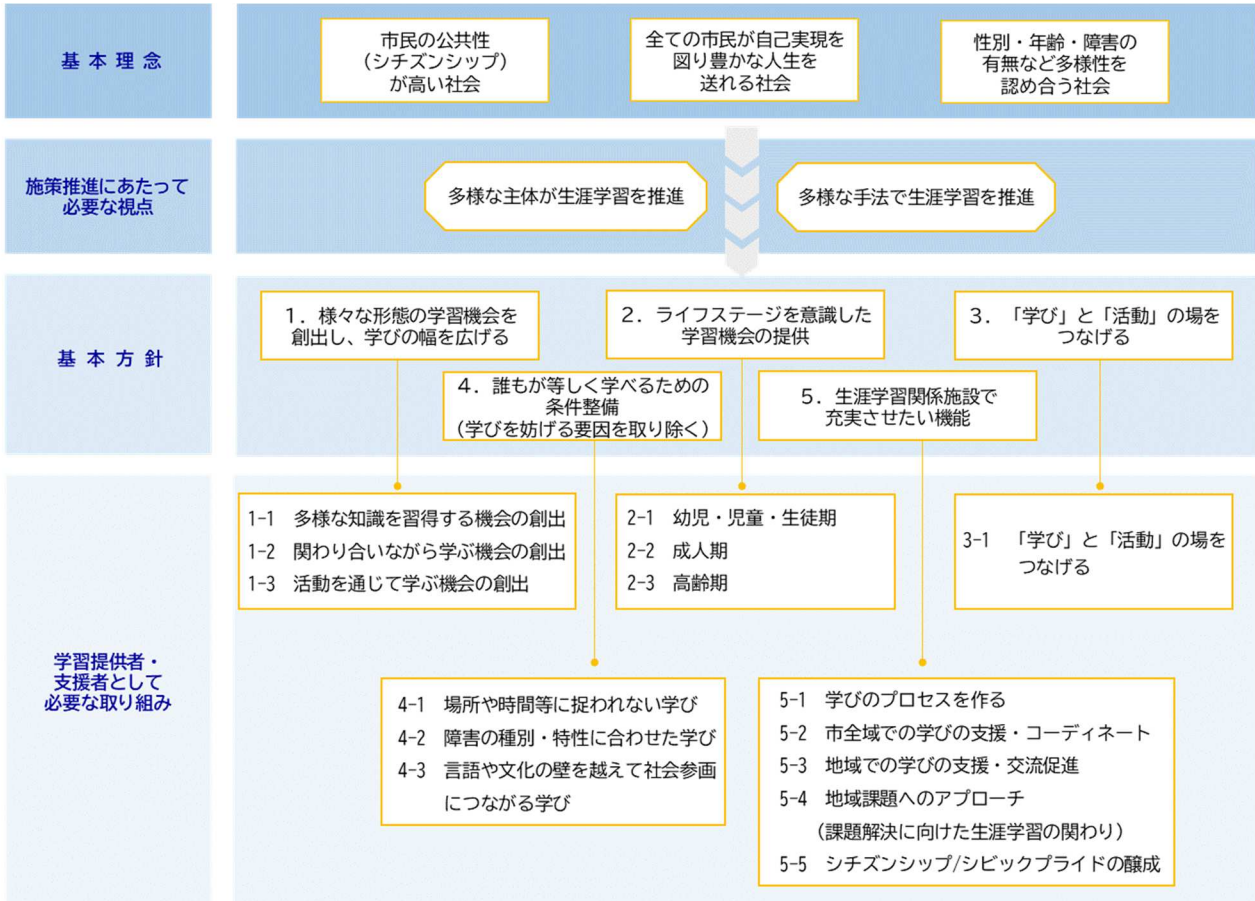 基本理念
市民の公共性
(シチズンシップ)
が高い社会
全ての市民が自己実現を
図り豊かな人生を
送れる社会
性別・年齢・障害の
有無など多様性を
認め合う社会
施策推進にあたって
必要な視点
多様な主体が生涯学習を推進
多様な手法で生涯学習を推進
基本方針
1．様々な形態の学習機会を
創出し、学びの幅を広げる
2．ライフステージを意識した
学習機会の提供
3．「学び」と「活動」の場を
つなげる
4．誰もが等しく学べるための
条件整備
(学びを妨げる要因を取り除く)
5．生涯学習関係施設で
充実させたい機能
学習提供者・
支援者として
必要な取り組み
1-1 多様な知識を習得する機会の創出
1-2 関わり合いながら学ぶ機会の創出
1-3 活動を通じて学ぶ機会の創出
2-1 幼児・児童・生徒期
2-2 成人期
2-3 高齢期
3-1 「学び」と「活動」の場を
つなげる
4-1 場所や時間等に捉われない学び
4-2 障害の種別・特性に合わせた学び
4-3 言語や文化の壁を越えて社会参画
につながる学び
5-1 学びのプロセスを作る
5-2 市全域での学びの支援・コーディネート
5-3 地域での学びの支援・交流促進
5-4 地域課題へのアプローチ
(課題解決に向けた生涯学習の関わり)
5-5 シチズンシップ/シビックプライドの醸成